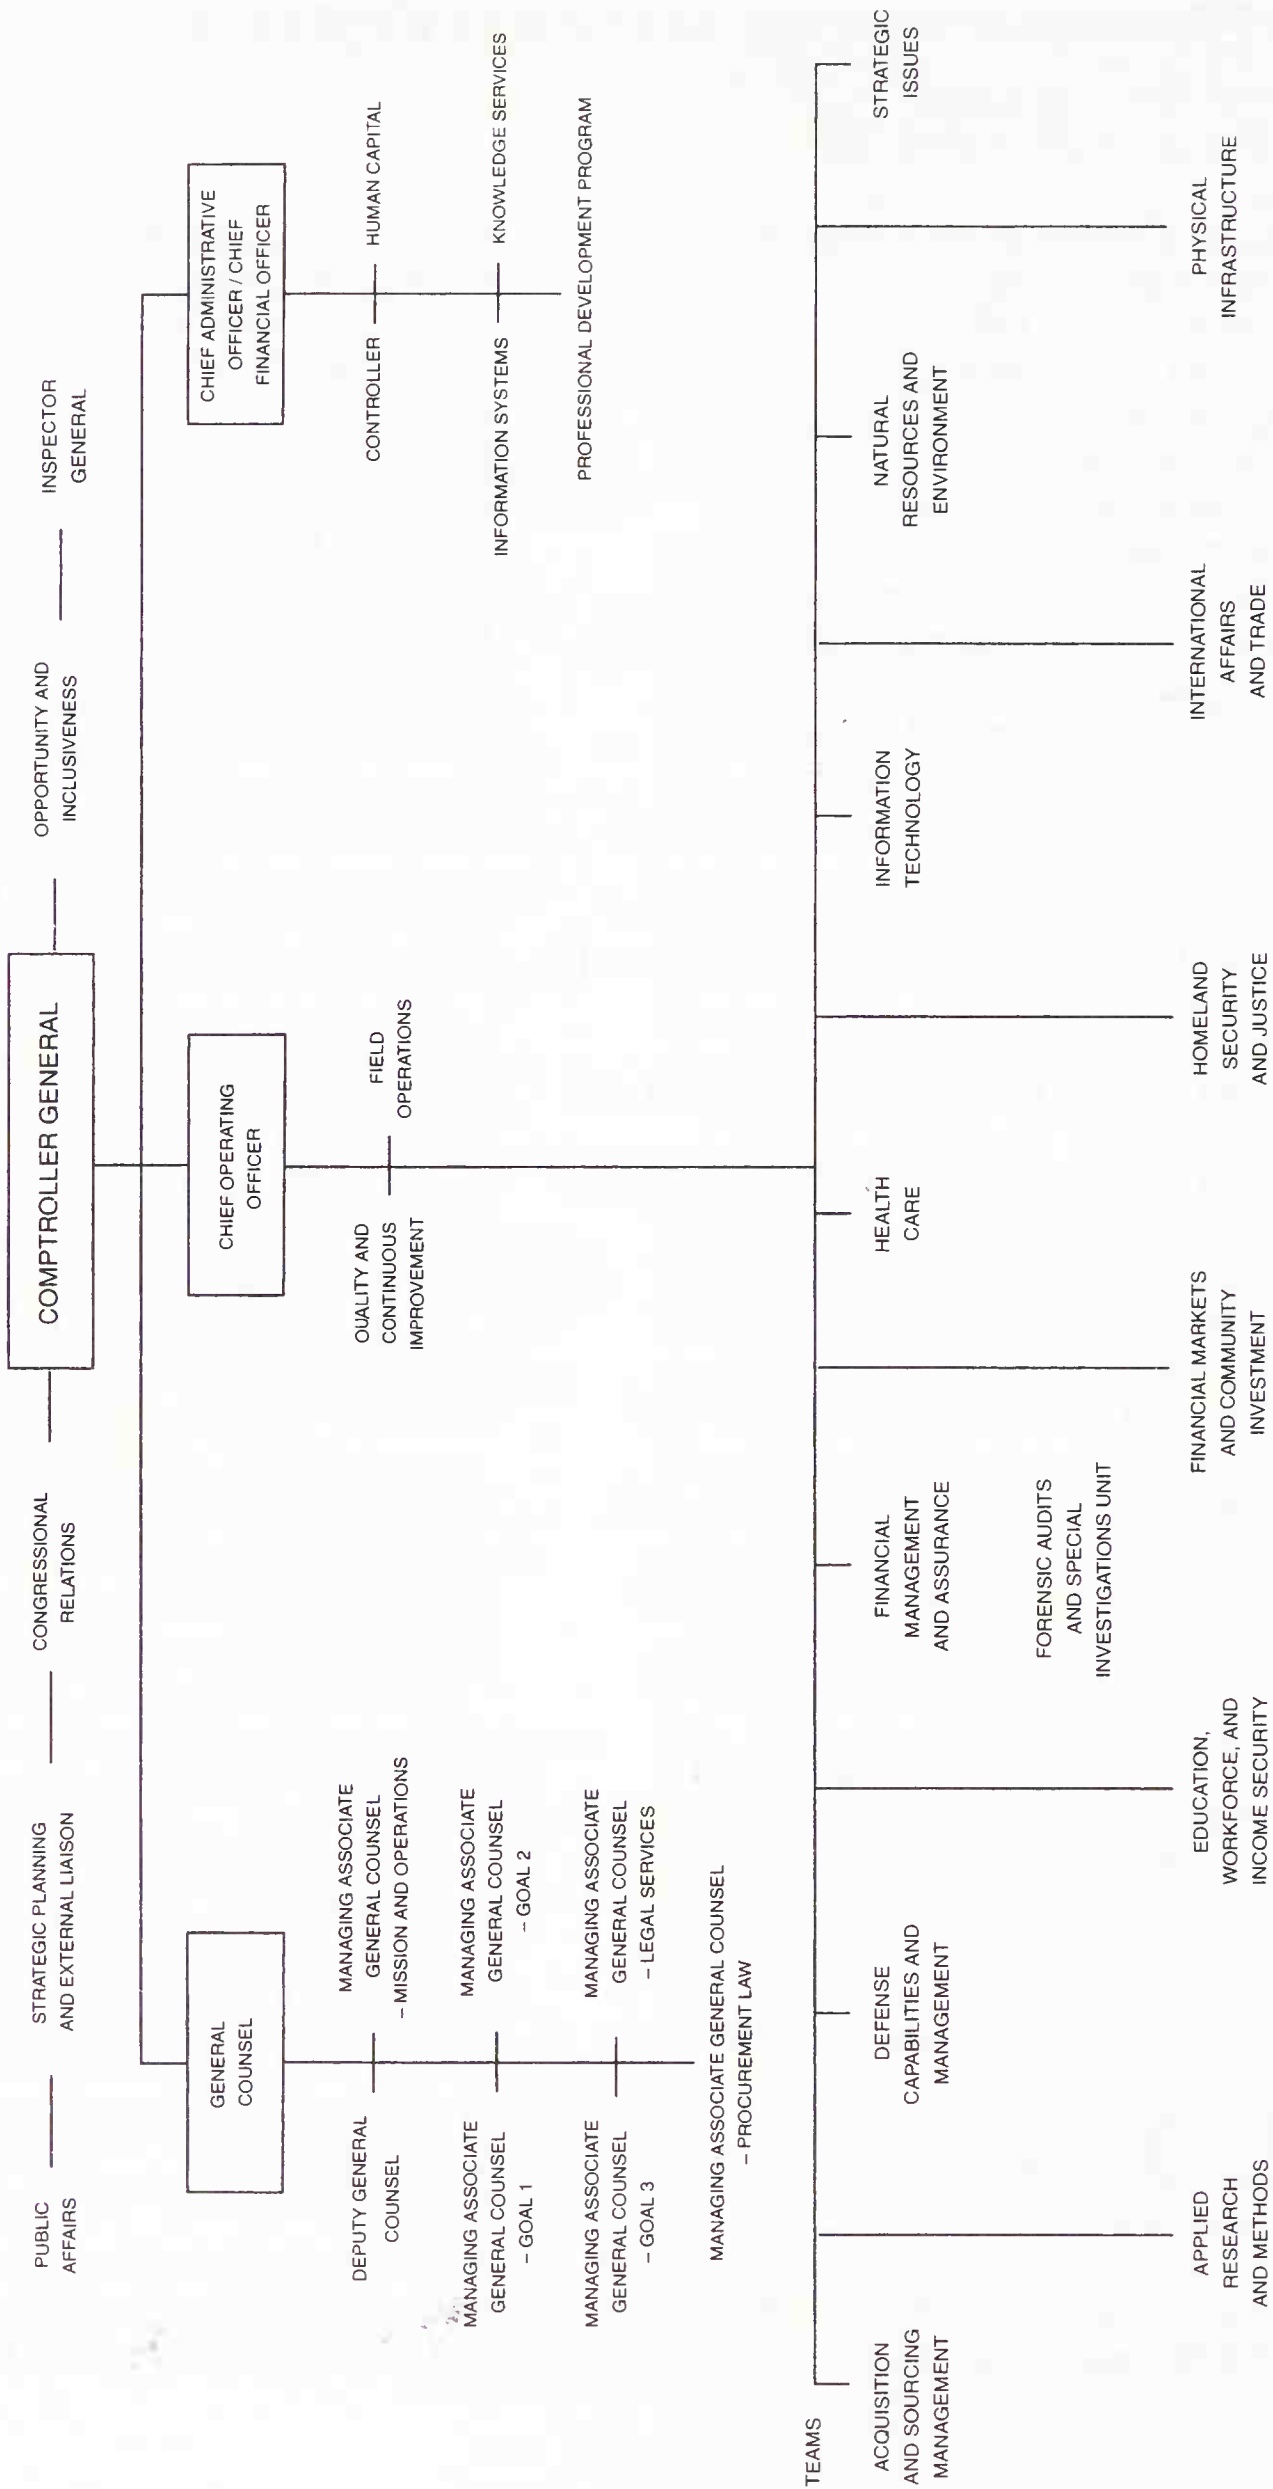 COMPTROLLER GENERAL
PUBLIC
AFFAIRS
STRATEGIC PLANNING
AND EXTERNAL LIAISON
CONGRESSIONAL
RELATIONS
OPPORTUNITY AND
INCLUSIVENESS
INSPECTOR
GENERAL
GENERAL
COUNSEL
DEPUTY GENERAL
COUNSEL
MANAGING ASSOCIATE
GENERAL COUNSEL
– MISSION AND OPERATIONS
MANAGING ASSOCIATE
GENERAL COUNSEL
– GOAL 1
MANAGING ASSOCIATE
GENERAL COUNSEL
– GOAL 2
MANAGING ASSOCIATE
GENERAL COUNSEL
– GOAL 3
MANAGING ASSOCIATE
GENERAL COUNSEL
– LEGAL SERVICES
MANAGING ASSOCIATE GENERAL COUNSEL
– PROCUREMENT LAW
CHIEF OPERATING
OFFICER
QUALITY AND
CONTINUOUS
IMPROVEMENT
FIELD
OPERATIONS
CHIEF ADMINISTRATIVE
OFFICER / CHIEF
FINANCIAL OFFICER
CONTROLLER
HUMAN CAPITAL
INFORMATION SYSTEMS
KNOWLEDGE SERVICES
PROFESSIONAL DEVELOPMENT PROGRAM
TEAMS
ACQUISITION
AND SOURCING
MANAGEMENT
APPLIED
RESEARCH
AND METHODS
DEFENSE
CAPABILITIES AND
MANAGEMENT
EDUCATION,
WORKFORCE, AND
INCOME SECURITY
FINANCIAL
MANAGEMENT
AND ASSURANCE
FORENSIC AUDITS
AND SPECIAL
INVESTIGATIONS UNIT
FINANCIAL MARKETS
AND COMMUNITY
INVESTMENT
HEALTH
CARE
HOMELAND
SECURITY
AND JUSTICE
INFORMATION
TECHNOLOGY
INTERNATIONAL
AFFAIRS
AND TRADE
NATURAL
RESOURCES AND
ENVIRONMENT
PHYSICAL
INFRASTRUCTURE
STRATEGIC
ISSUES